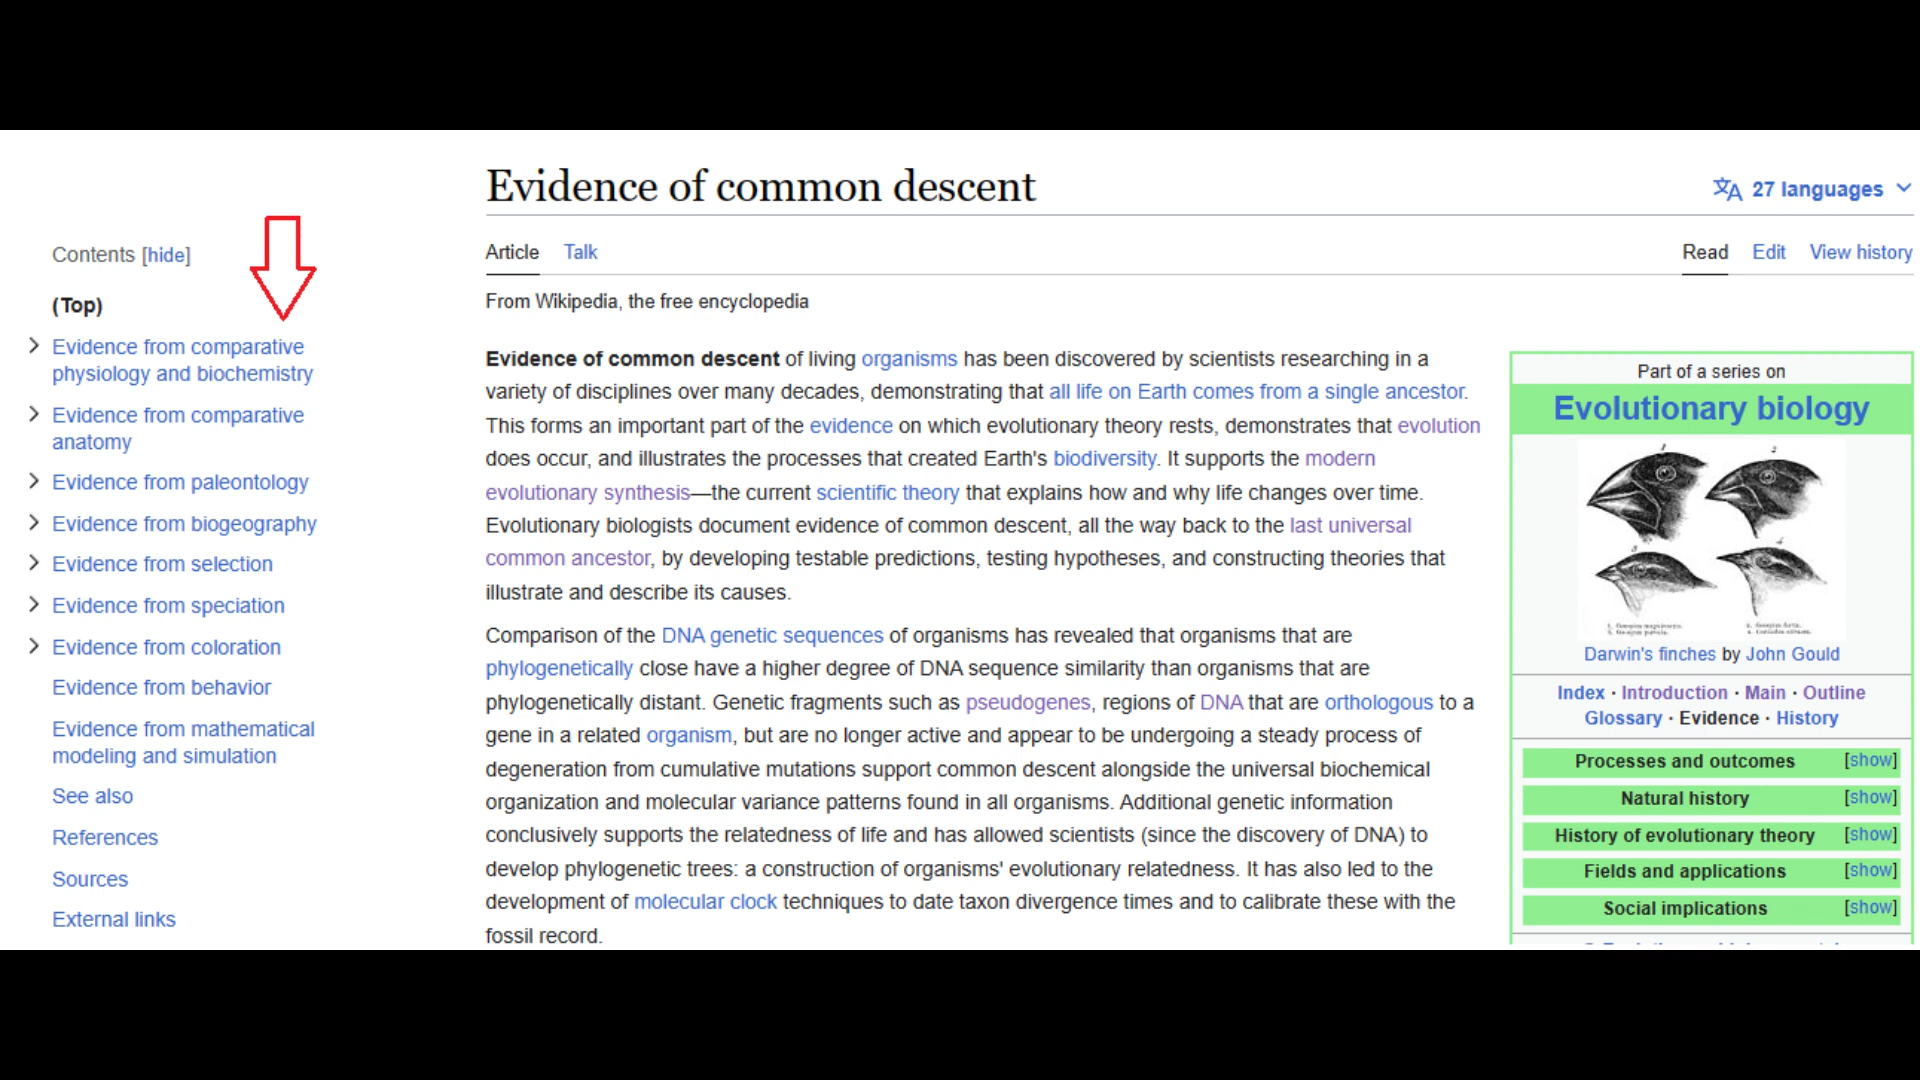 Evidence of common descent
27 languages
Contents [hide]
(Top)
Evidence from comparative
physiology and biochemistry
Evidence from comparative
anatomy
Evidence from paleontology
Evidence from biogeography
Evidence from selection
Evidence from speciation
Evidence from coloration
Evidence from behavior
Evidence from mathematical
modeling and simulation
See also
References
Sources
External links
Article Talk
Read Edit View history
From Wikipedia, the free encyclopedia
Evidence of common descent of living organisms has been discovered by scientists researching in a
variety of disciplines over many decades, demonstrating that all life on Earth comes from a single ancestor.
This forms an important part of the evidence on which evolutionary theory rests, demonstrates that evolution
does occur, and illustrates the processes that created Earth's biodiversity. It supports the modern
evolutionary synthesis—the current scientific theory that explains how and why life changes over time.
Evolutionary biologists document evidence of common descent, all the way back to the last universal
common ancestor, by developing testable predictions, testing hypotheses, and constructing theories that
illustrate and describe its causes.
Comparison of the DNA genetic sequences of organisms has revealed that organisms that are
phylogenetically close have a higher degree of DNA sequence similarity than organisms that are
phylogenetically distant. Genetic fragments such as pseudogenes, regions of DNA that are orthologous to a
gene in a related organism, but are no longer active and appear to be undergoing a steady process of
degeneration from cumulative mutations support common descent alongside the universal biochemical
organization and molecular variance patterns found in all organisms. Additional genetic information
conclusively supports the relatedness of life and has allowed scientists (since the discovery of DNA) to
develop phylogenetic trees: a construction of organisms' evolutionary relatedness. It has also led to the
development of molecular clock techniques to date taxon divergence times and to calibrate these with the
fossil record.
Part of a series on
Evolutionary biology
1 2
3 4
Darwin's finches by John Gould
Index · Introduction · Main · Outline
Glossary · Evidence · History
Processes and outcomes [show]
Natural history [show]
History of evolutionary theory [show]
Fields and applications [show]
Social implications [show]